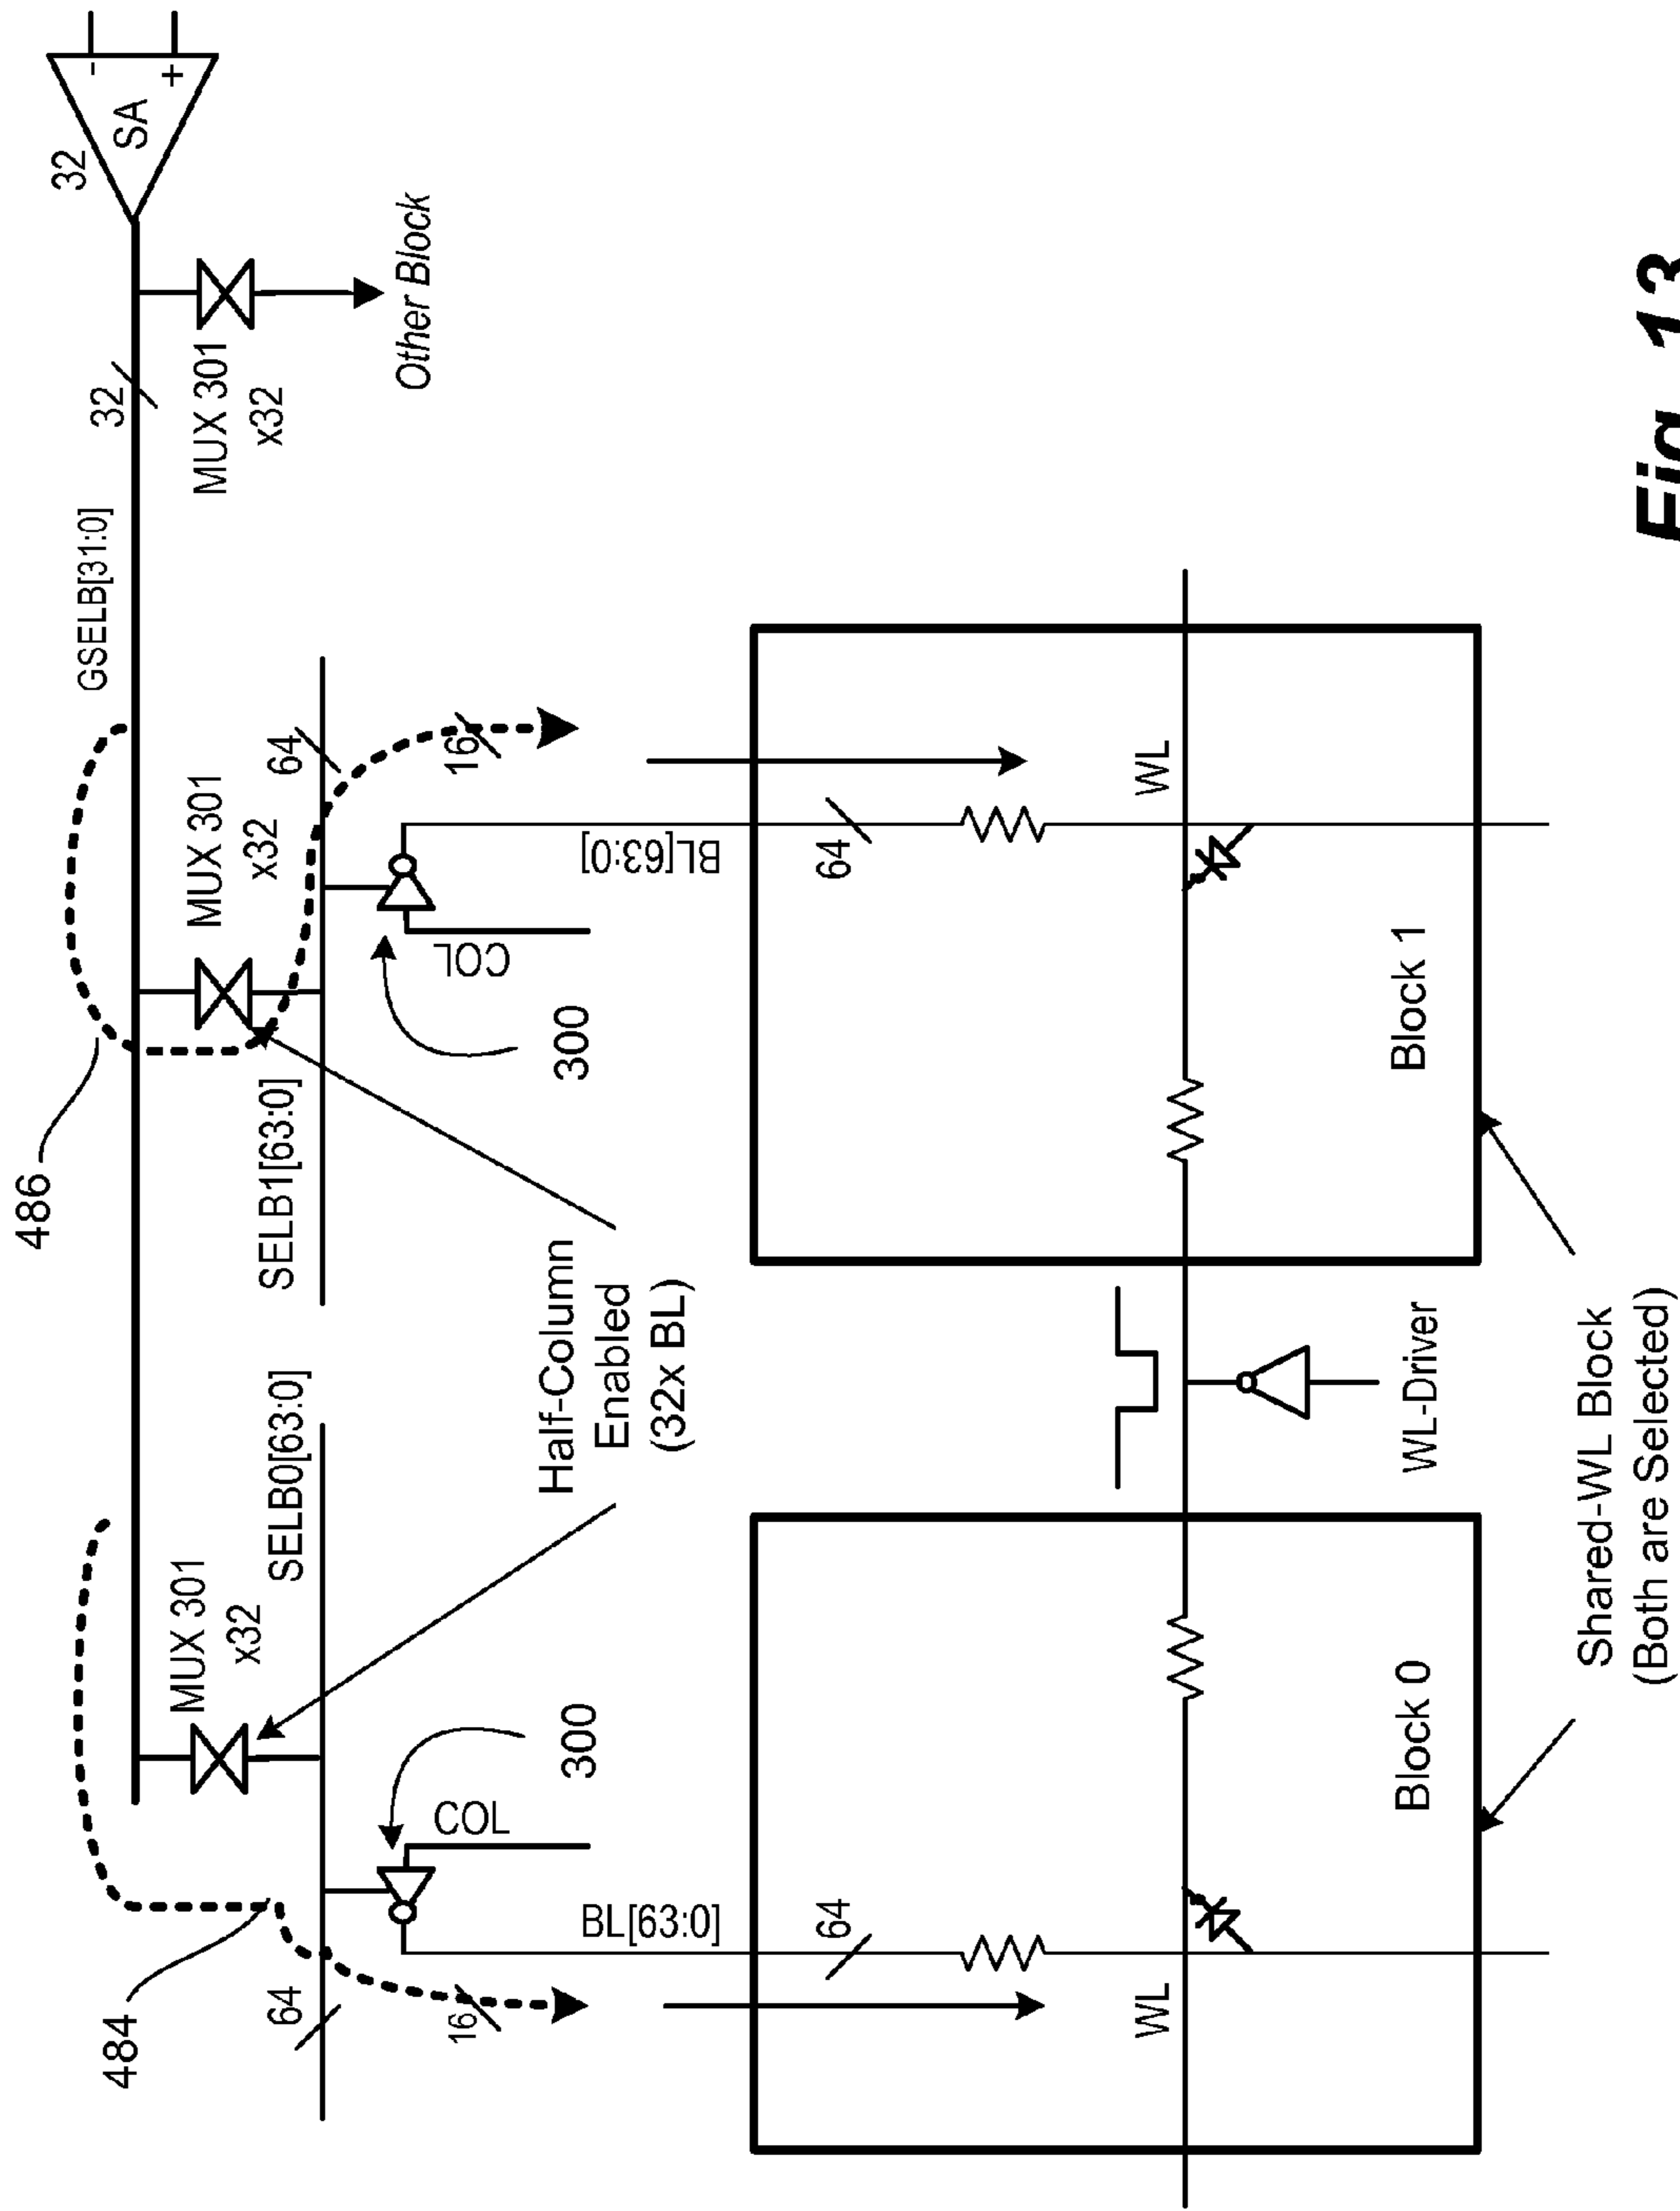 32
SA
-
+
GSELB[31:0]
32
MUX 301
x32
Other Block
486
MUX 301
x32
64
16
SELB1[63:0]
COL
300
BL[63:0]
64
WL
Block 1
484
MUX 301
x32
SELB0[63:0]
64
16
COL
300
BL[63:0]
64
WL
Block 0
Half-Column
Enabled
(32x BL)
WL-Driver
Shared-WL Block
(Both are Selected)
Fig. 13